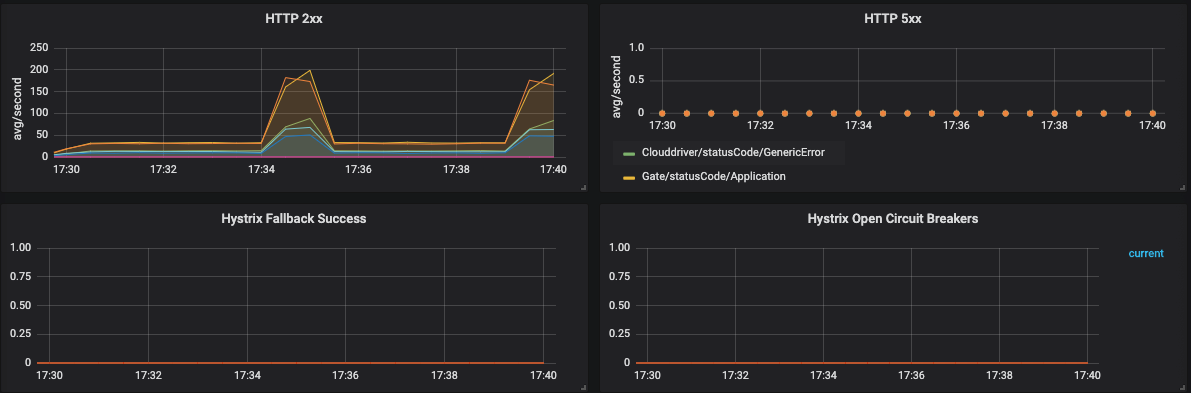 HTTP 2xx
avg/second
250
200
150
100
50
0
17:30 17:32 17:34 17:36 17:38 17:40
HTTP 5xx
avg/second
1.0
0.5
0
17:30 17:32 17:34 17:36 17:38 17:40
Clouddriver/statusCode/GenericError
Gate/statusCode/Application
Hystrix Fallback Success
1.00
0.75
0.50
0.25
0
17:30 17:32 17:34 17:36 17:38 17:40
Hystrix Open Circuit Breakers
current
1.00
0.75
0.50
0.25
0
17:30 17:32 17:34 17:36 17:38 17:40